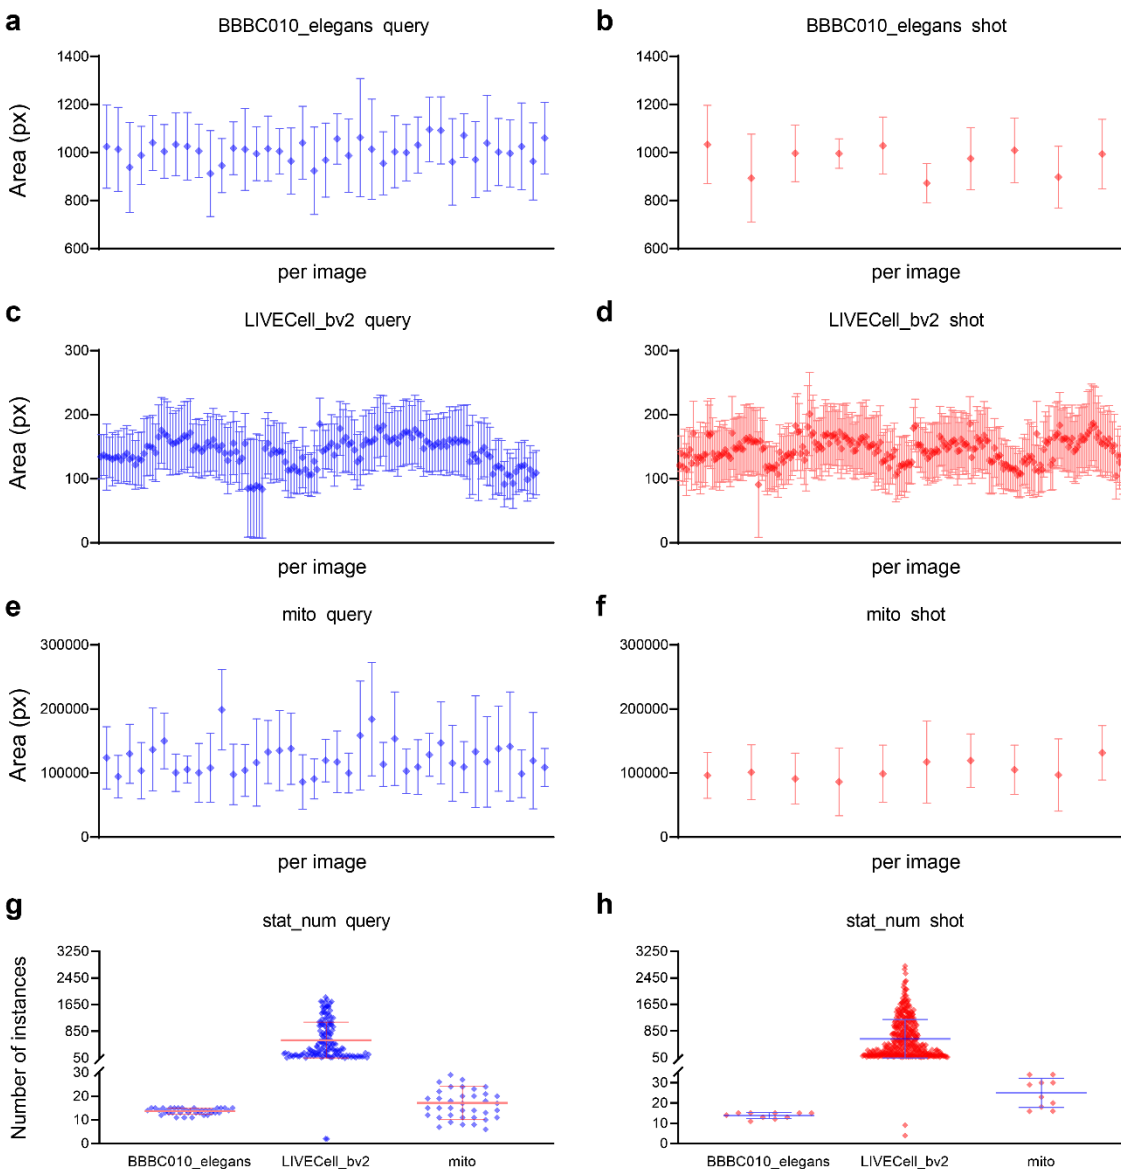 a
BBBC010_elegans query
b
BBBC010_elegans shot
1400
1200
1000
800
600
Area (px)
per image
1400
1200
1000
800
600
per image
c
LIVECell_bv2 query
d
LIVECell_bv2 shot
300
200
100
0
Area (px)
per image
300
200
100
0
per image
e
mito query
f
mito shot
300000
200000
100000
0
Area (px)
per image
300000
200000
100000
0
per image
g
stat_num query
h
stat_num shot
3250
2450
1650
850
50
30
20
10
0
Number of instances
BBBC010_elegans LIVECell_bv2 mito
3250
2450
1650
850
50
30
20
10
0
BBBC010_elegans LIVECell_bv2 mito